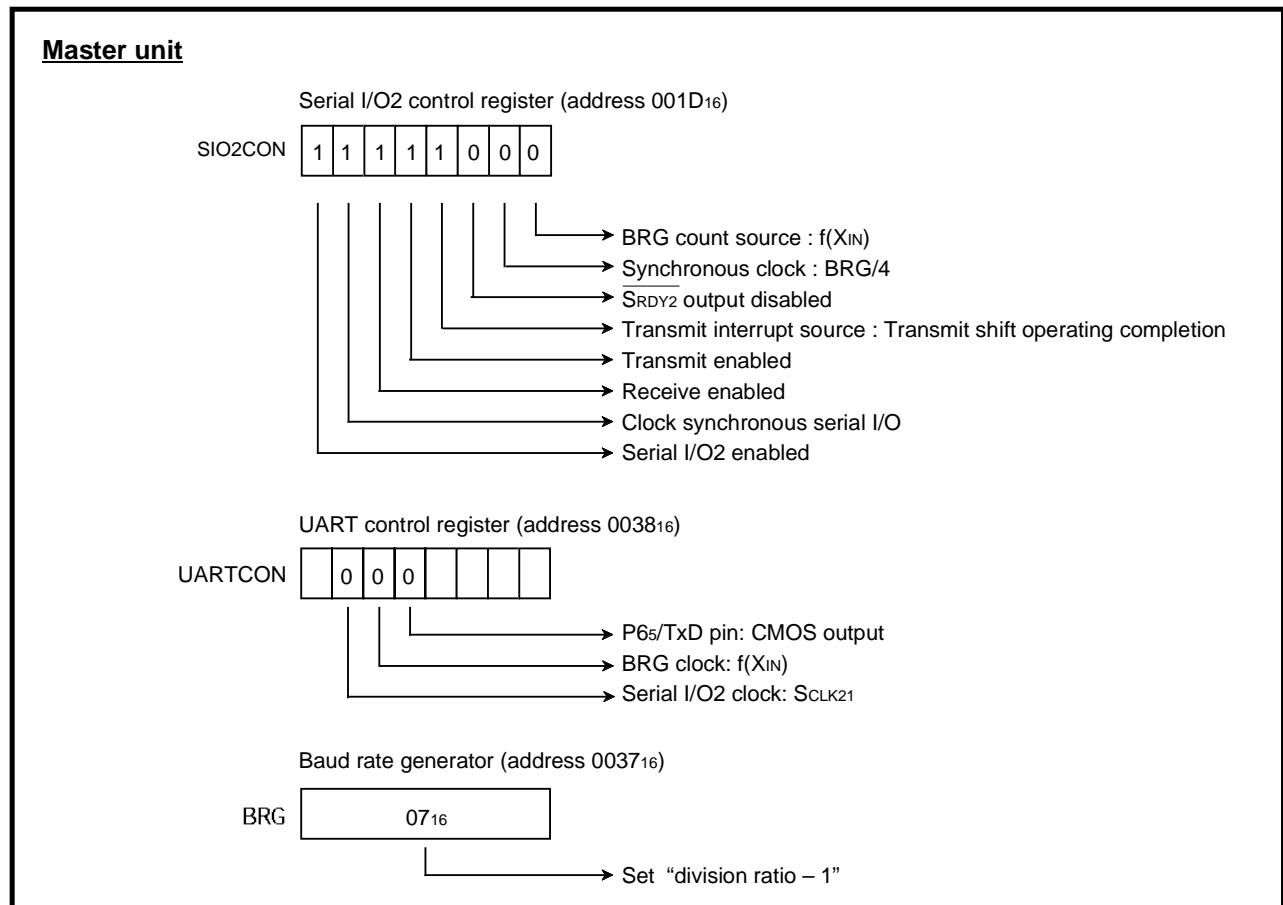 Master unit
Serial I/O2 control register (address 001D16)
SIO2CON 1 1 1 1 1 0 0 0
BRG count source : f(XIN)
Synchronous clock : BRG/4
SRDY2 output disabled
Transmit interrupt source : Transmit shift operating completion
Transmit enabled
Receive enabled
Clock synchronous serial I/O
Serial I/O2 enabled
UART control register (address 003816)
UARTCON 0 0 0
P65/TxD pin: CMOS output
BRG clock: f(XIN)
Serial I/O2 clock: SCLK21
Baud rate generator (address 003716)
BRG 0716
Set “division ratio – 1”